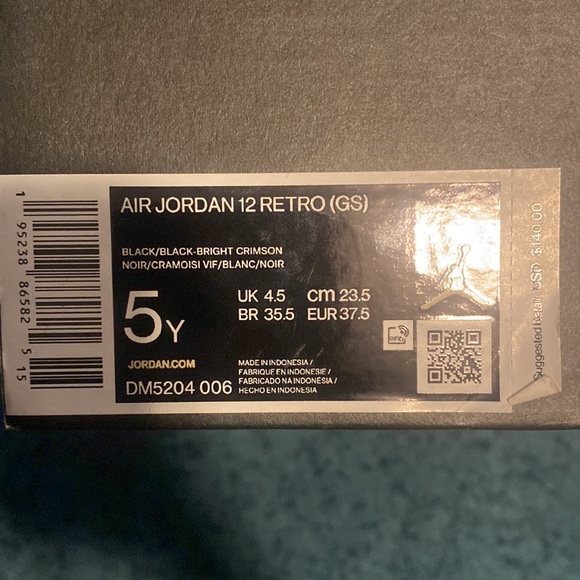 AIR JORDAN 12 RETRO (GS)
BLACK/BLACK-BRIGHT CRIMSON
NOIR/CRAMOISI VIF/BLANC/NOIR
5Y
UK 4.5 cm 23.5
BR 35.5 EUR 37.5
JORDAN.COM
DM5204 006
MADE IN INDONESIA /
FABRIQUÉ EN INDONESIE /
FABRICADO NA INDONÉSIA /
HECHO EN INDONESIA
RFID
1 95238 86582 5 15
Suggested Retail USD $140.00